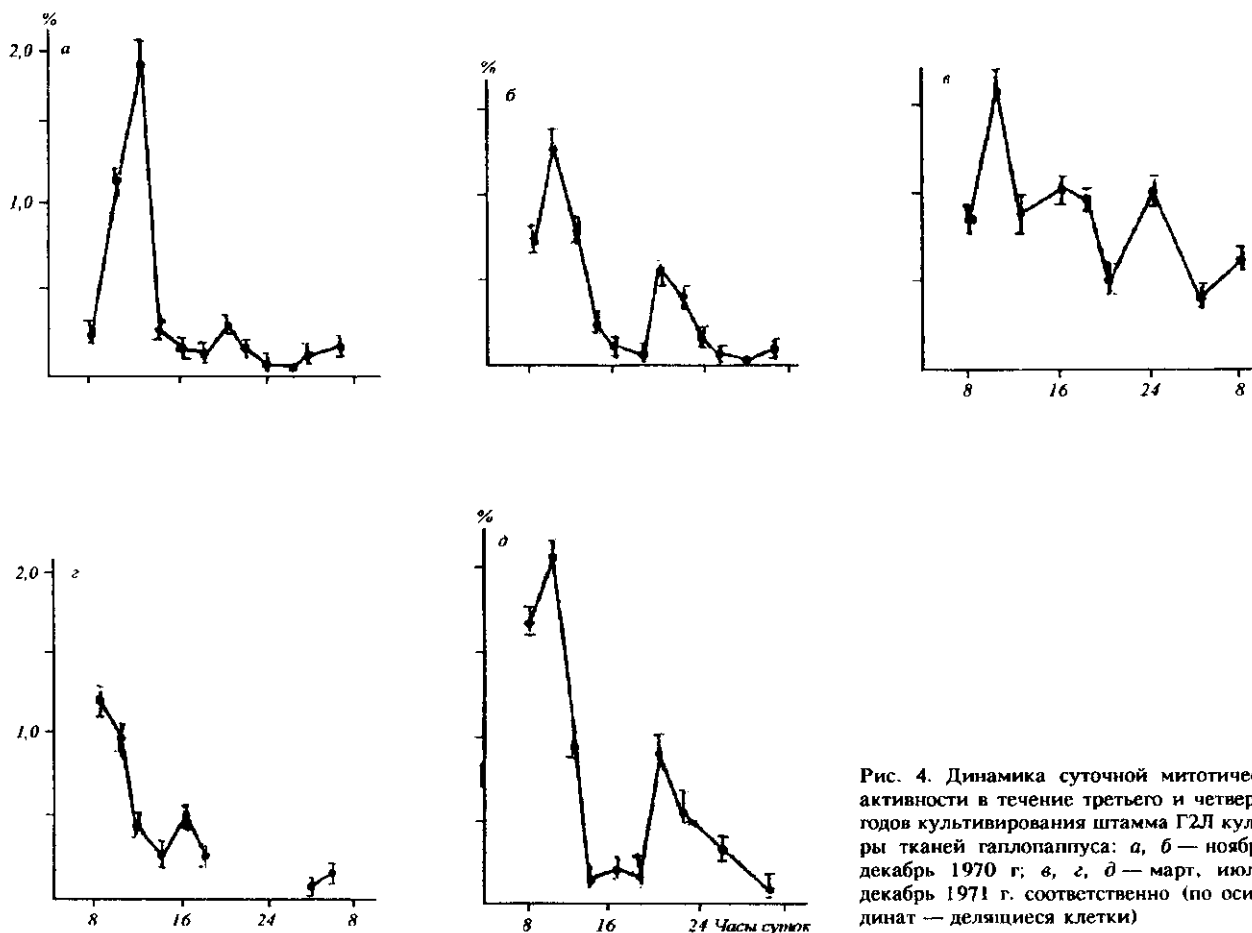 %
2,0 а
1,0
% б
в
8 16 24 8
%
2,0 г
1,0
8 16 24 8
% д
8 16 24 Часы суток
Рис. 4. Динамика суточной митотичес
активности в течение третьего и четвер
годов культивирования штамма Г2Л кул
ры тканей гаплопаппуса: а, б — ноябр
декабрь 1970 г; в, г, д — март, июл
декабрь 1971 г. соответственно (по оси
динат — делящиеся клетки)